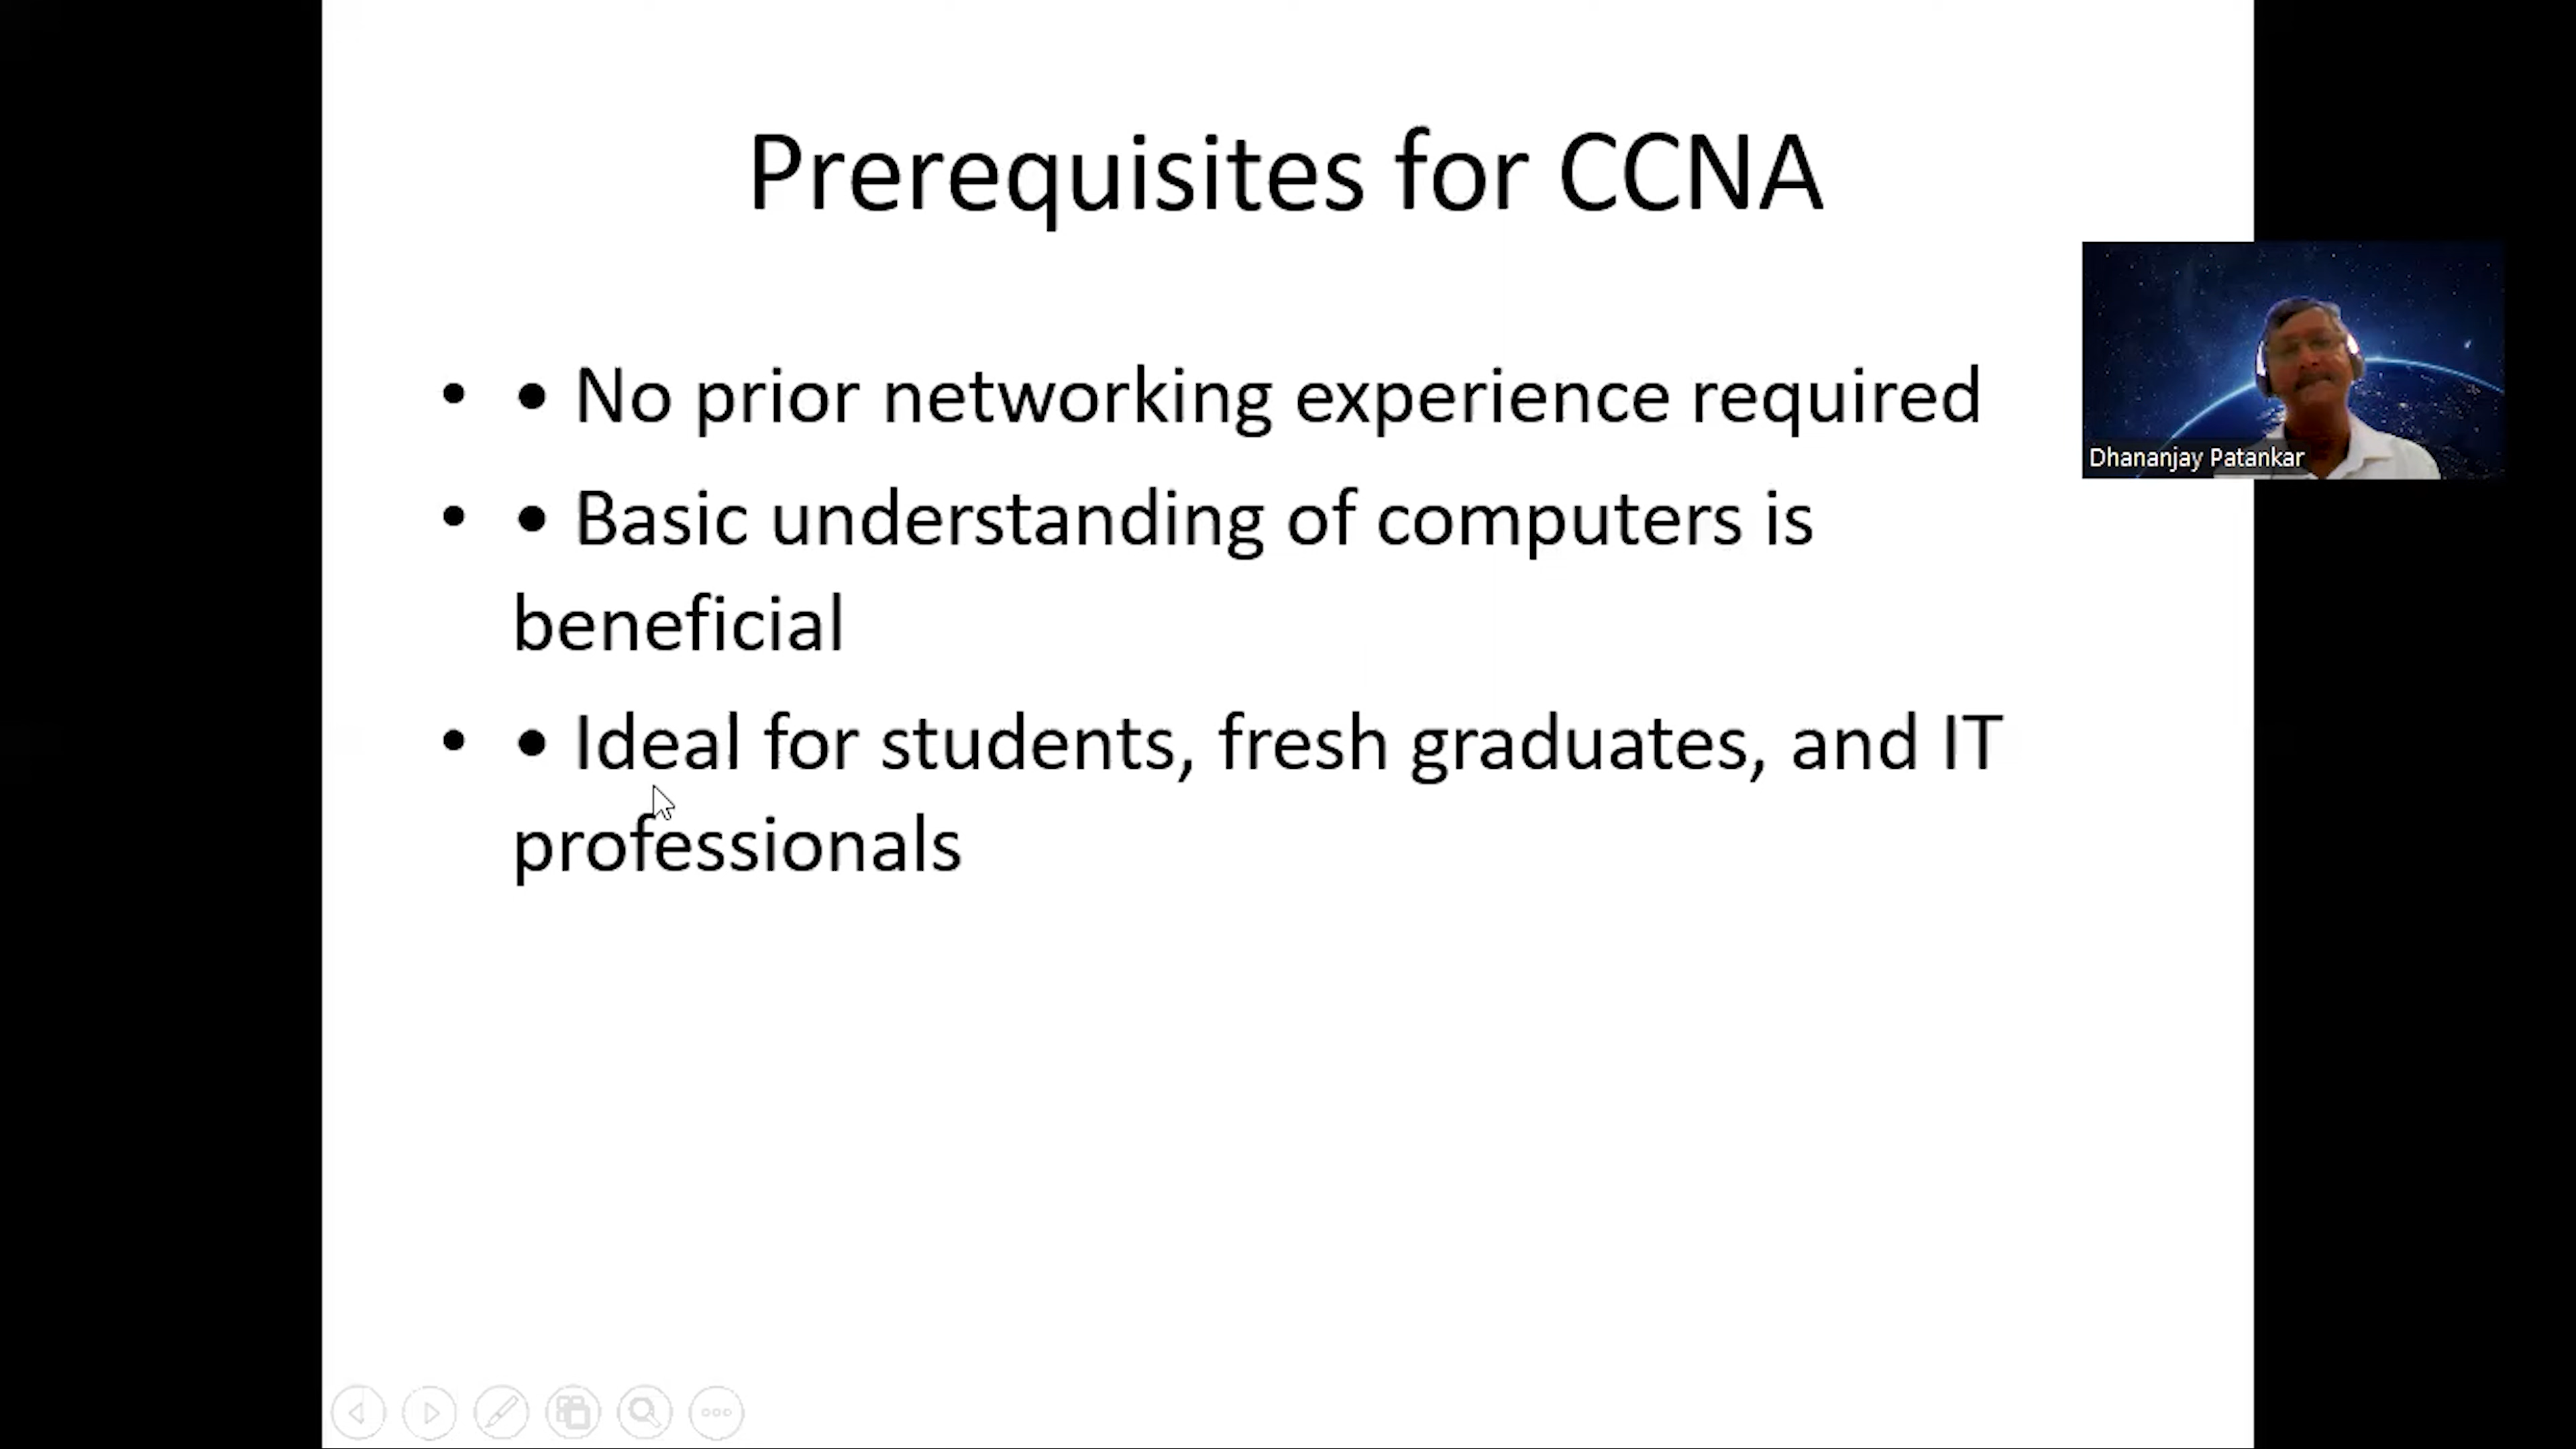 Prerequisites for CCNA
• • No prior networking experience required
• • Basic understanding of computers is
beneficial
• • Ideal for students, fresh graduates, and IT
professionals
Dhananjay Patankar